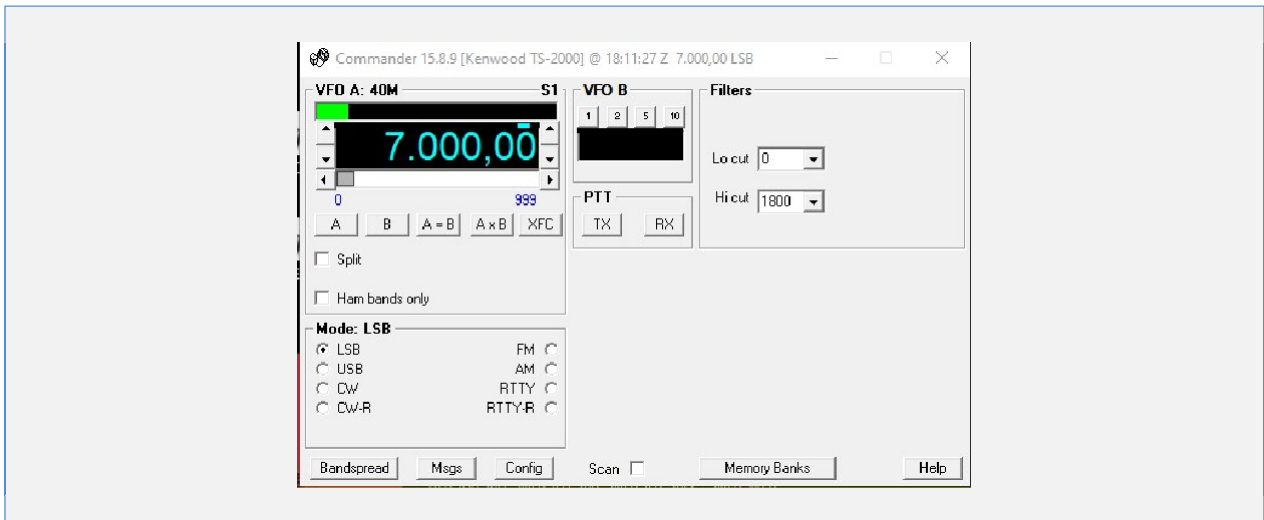 Commander 15.8.9 [Kenwood TS-2000] @ 18:11:27 Z 7.000,00 LSB
VFO A: 40M S1
7.000,00
0 999
A B A = B A x B XFC
Split
Ham bands only
VFO B
1 2 5 10
PTT
TX RX
Filters
Lo cut 0
Hi cut 1800
Mode: LSB
LSB FM
USB AM
CW RTTY
CW-R RTTY-R
Bandspread Msgs Config Scan Memory Banks Help